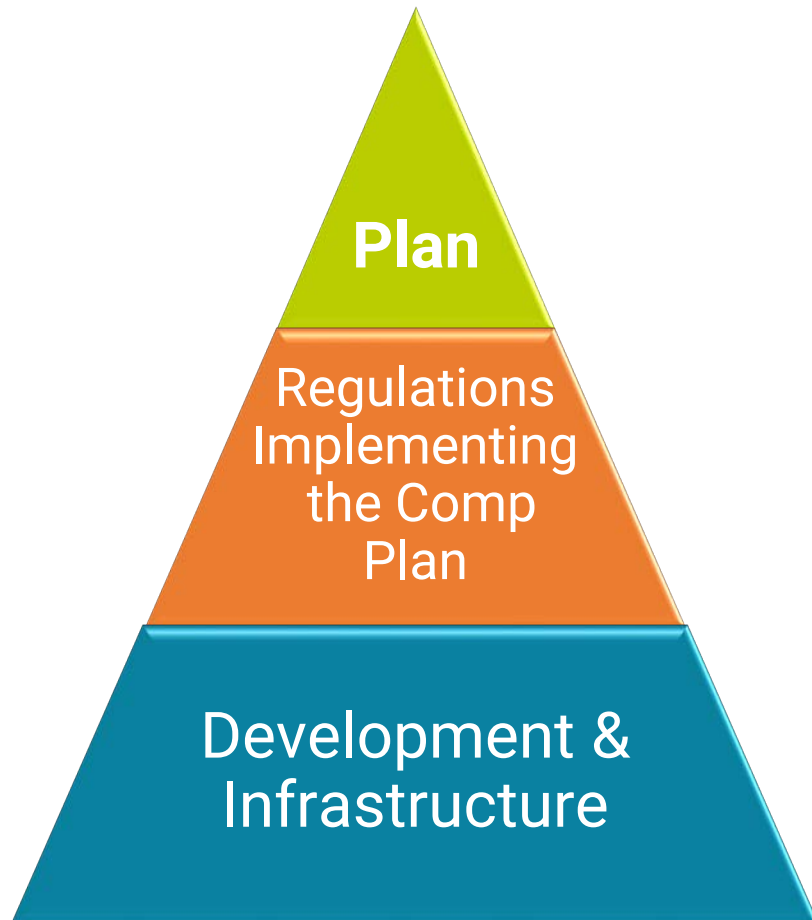 Plan
Regulations
Implementing
the Comp
Plan
Development &
Infrastructure